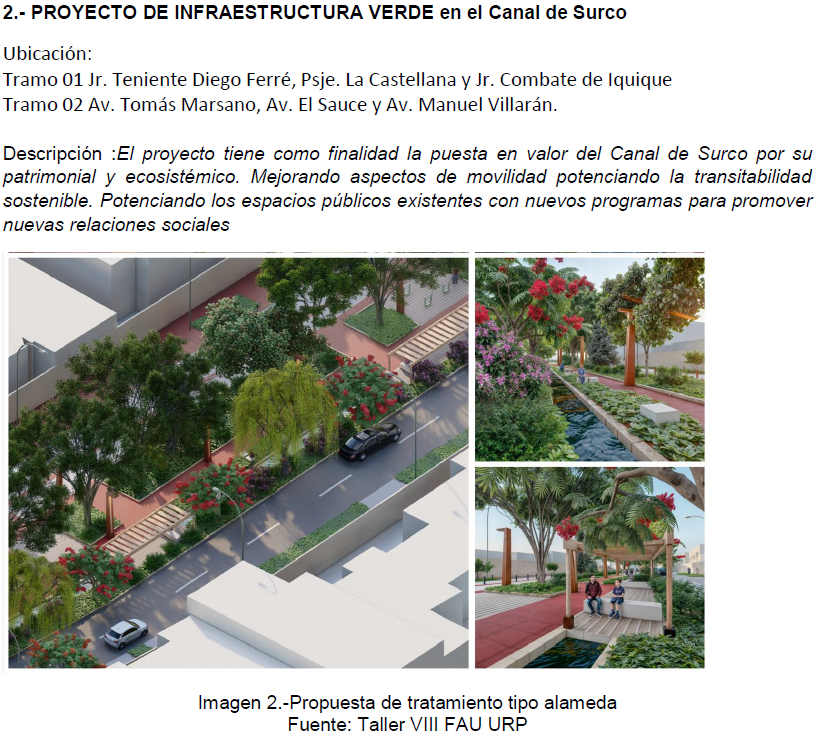 2.- PROYECTO DE INFRAESTRUCTURA VERDE en el Canal de Surco
Ubicación:
Tramo 01 Jr. Teniente Diego Ferré, Psje. La Castellana y Jr. Combate de Iquique
Tramo 02 Av. Tomás Marsano, Av. El Sauce y Av. Manuel Villarán.
Descripción :El proyecto tiene como finalidad la puesta en valor del Canal de Surco por su
patrimonial y ecosistémico. Mejorando aspectos de movilidad potenciando la transitabilidad
sostenible. Potenciando los espacios públicos existentes con nuevos programas para promover
nuevas relaciones sociales
Imagen 2.-Propuesta de tratamiento tipo alameda
Fuente: Taller VIII FAU URP